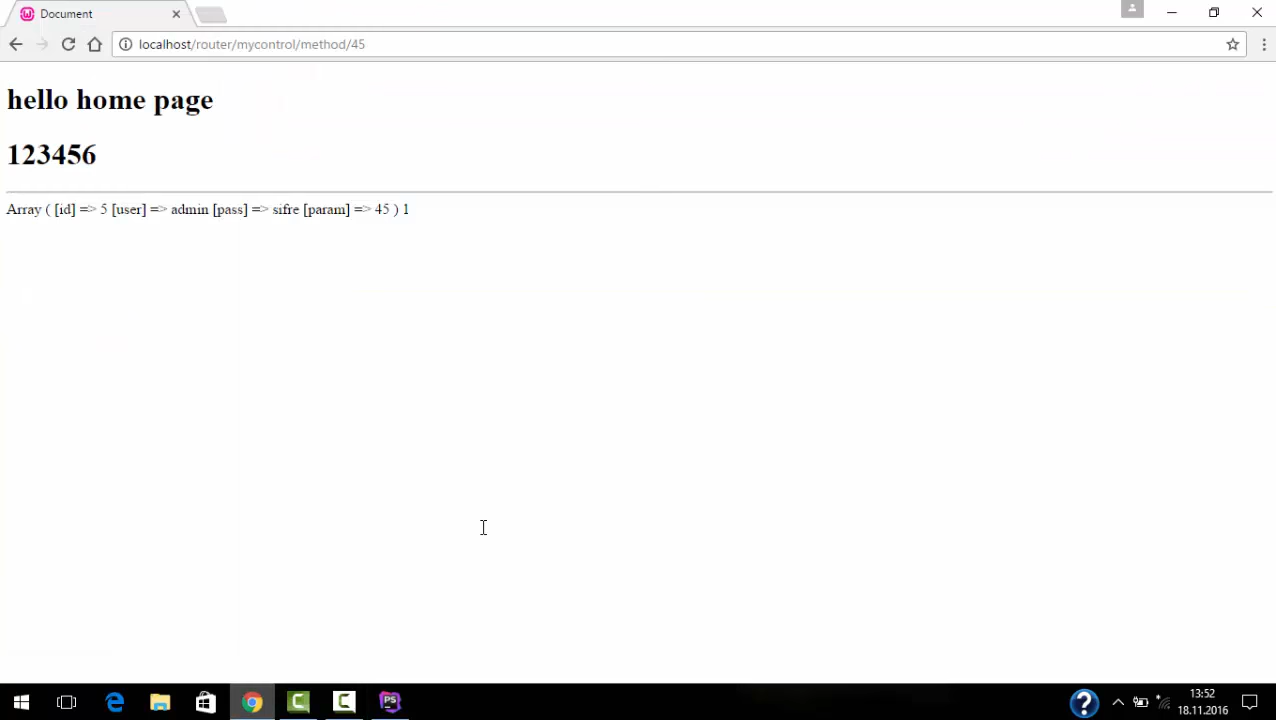 Document
localhost/router/mycontrol/method/45
hello home page
123456
Array ( [id] => 5 [user] => admin [pass] => sifre [param] => 45 ) 1
PS
13:52
18.11.2016